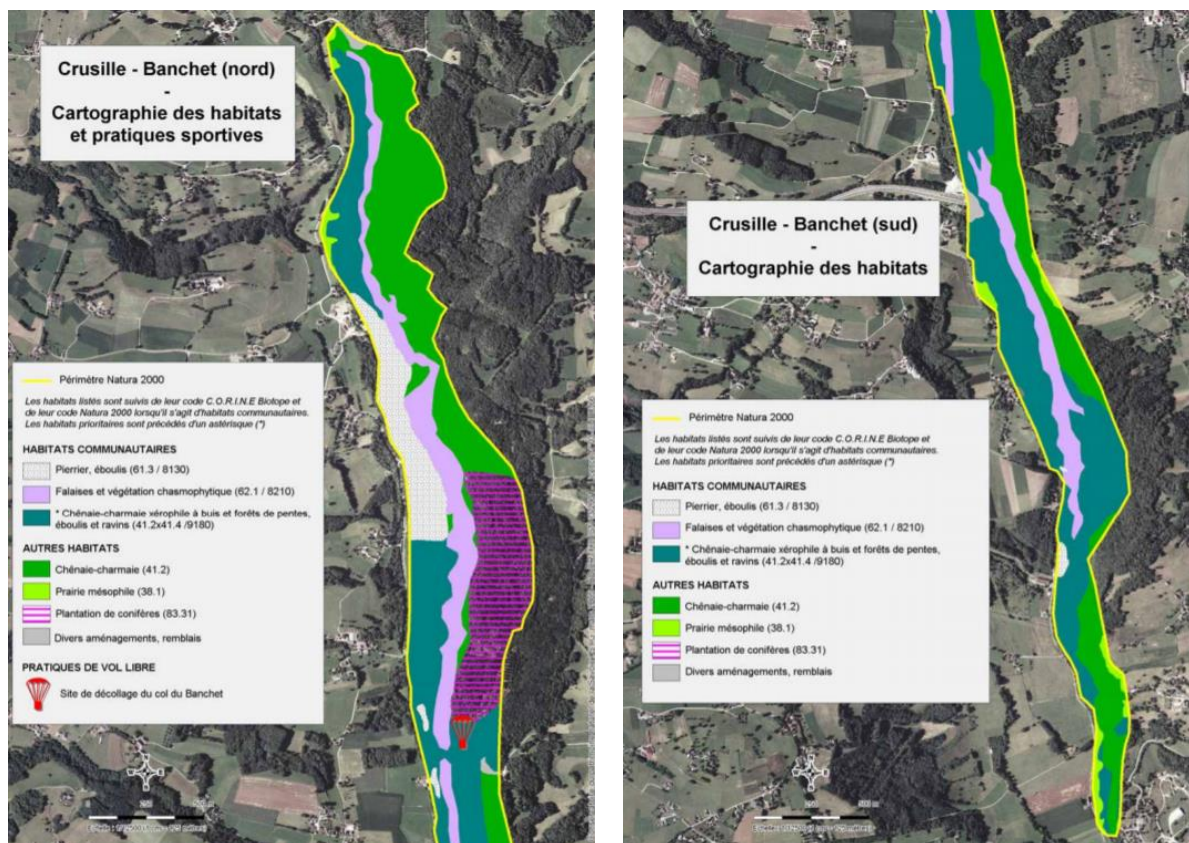 Crusille - Banchet (nord)
-
Cartographie des habitats
et pratiques sportives
Périmètre Natura 2000
Les habitats listés sont suivis de leur code C.O.R.I.N.E Biotope et
de leur code Natura 2000 lorsqu'il s'agit d'habitats communautaires.
Les habitats prioritaires sont précédés d'un astérisque (*)
HABITATS COMMUNAUTAIRES
Pierrier, éboulis (61.3 / 8130)
Falaises et végétation chasmophytique (62.1 / 8210)
* Chênaie-charmaie xérophile à buis et forêts de pentes,
éboulis et ravins (41.2x41.4 /9180)
AUTRES HABITATS
Chênaie-charmaie (41.2)
Prairie mésophile (38.1)
Plantation de conifères (83.31)
Divers aménagements, remblais
PRATIQUES DE VOL LIBRE
Site de décollage du col du Banchet
250 500 m
Crusille - Banchet (sud)
-
Cartographie des habitats
Périmètre Natura 2000
Les habitats listés sont suivis de leur code C.O.R.I.N.E Biotope et
de leur code Natura 2000 lorsqu'il s'agit d'habitats communautaires.
Les habitats prioritaires sont précédés d'un astérisque (*)
HABITATS COMMUNAUTAIRES
Pierrier, éboulis (61.3 / 8130)
Falaises et végétation chasmophytique (62.1 / 8210)
* Chênaie-charmaie xérophile à buis et forêts de pentes,
éboulis et ravins (41.2x41.4 /9180)
AUTRES HABITATS
Chênaie-charmaie (41.2)
Prairie mésophile (38.1)
Plantation de conifères (83.31)
Divers aménagements, remblais
250 500 m